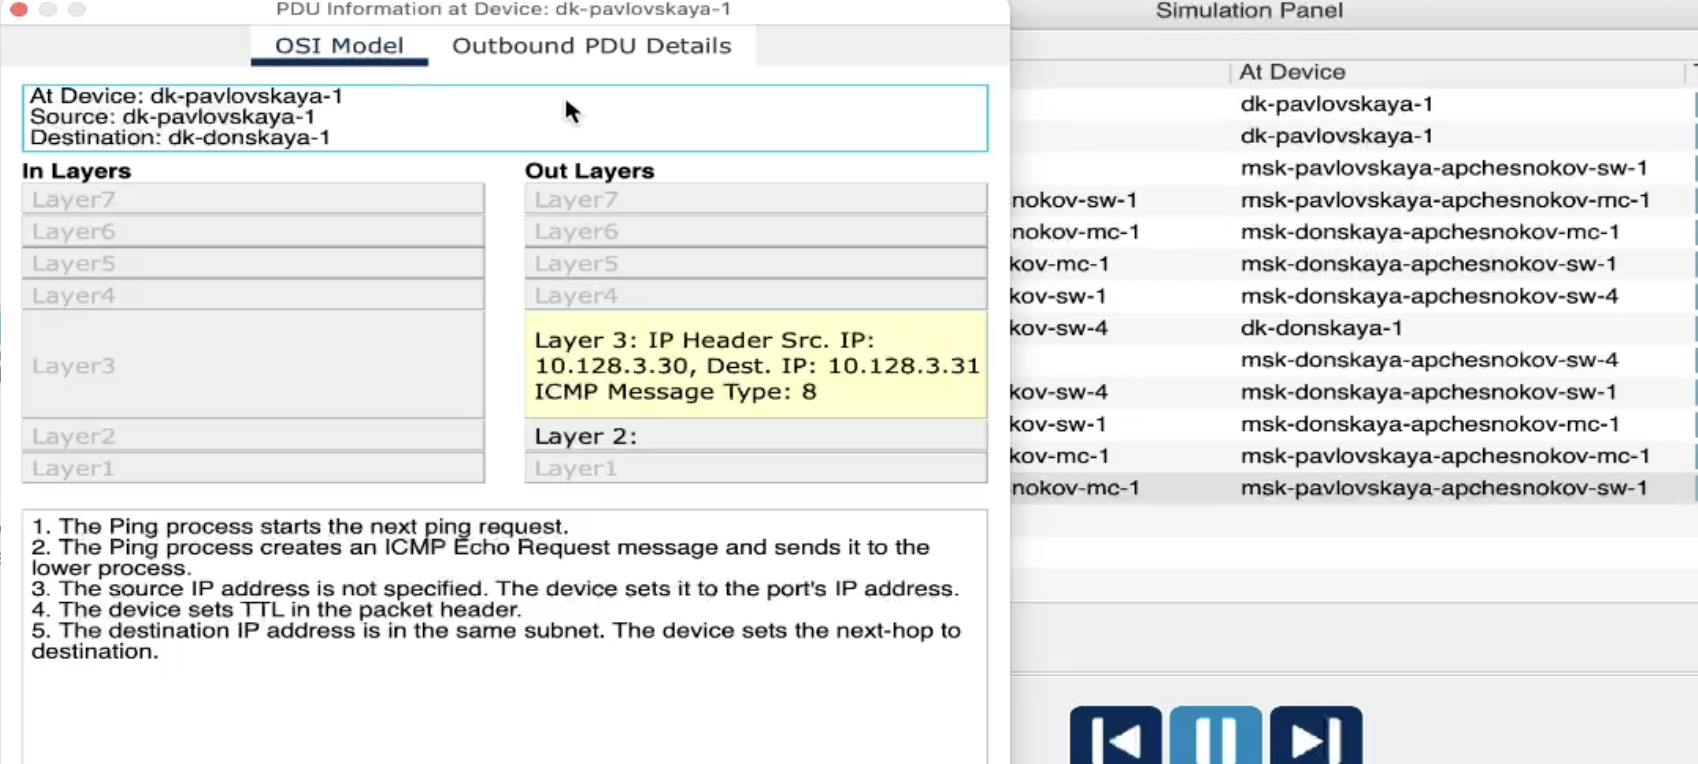 PDU Information at Device: dk-pavlovskaya-1
OSI Model
Outbound PDU Details
At Device: dk-pavlovskaya-1
Source: dk-pavlovskaya-1
Destination: dk-donskaya-1
In Layers
Layer7
Layer6
Layer5
Layer4
Layer3
Layer2
Layer1
Out Layers
Layer7
Layer6
Layer5
Layer4
Layer 3: IP Header Src. IP:
10.128.3.30, Dest. IP: 10.128.3.31
ICMP Message Type: 8
Layer 2:
Layer1
1. The Ping process starts the next ping request.
2. The Ping process creates an ICMP Echo Request message and sends it to the
lower process.
3. The source IP address is not specified. The device sets it to the port's IP address.
4. The device sets TTL in the packet header.
5. The destination IP address is in the same subnet. The device sets the next-hop to
destination.
Simulation Panel
At Device
dk-pavlovskaya-1
dk-pavlovskaya-1
msk-pavlovskaya-apchesnokov-sw-1
nokov-sw-1 msk-pavlovskaya-apchesnokov-mc-1
nokov-mc-1 msk-donskaya-apchesnokov-mc-1
kov-mc-1 msk-donskaya-apchesnokov-sw-1
kov-sw-1 msk-donskaya-apchesnokov-sw-4
kov-sw-4 dk-donskaya-1
msk-donskaya-apchesnokov-sw-4
kov-sw-4 msk-donskaya-apchesnokov-sw-1
kov-sw-1 msk-donskaya-apchesnokov-mc-1
kov-mc-1 msk-pavlovskaya-apchesnokov-mc-1
nokov-mc-1 msk-pavlovskaya-apchesnokov-sw-1